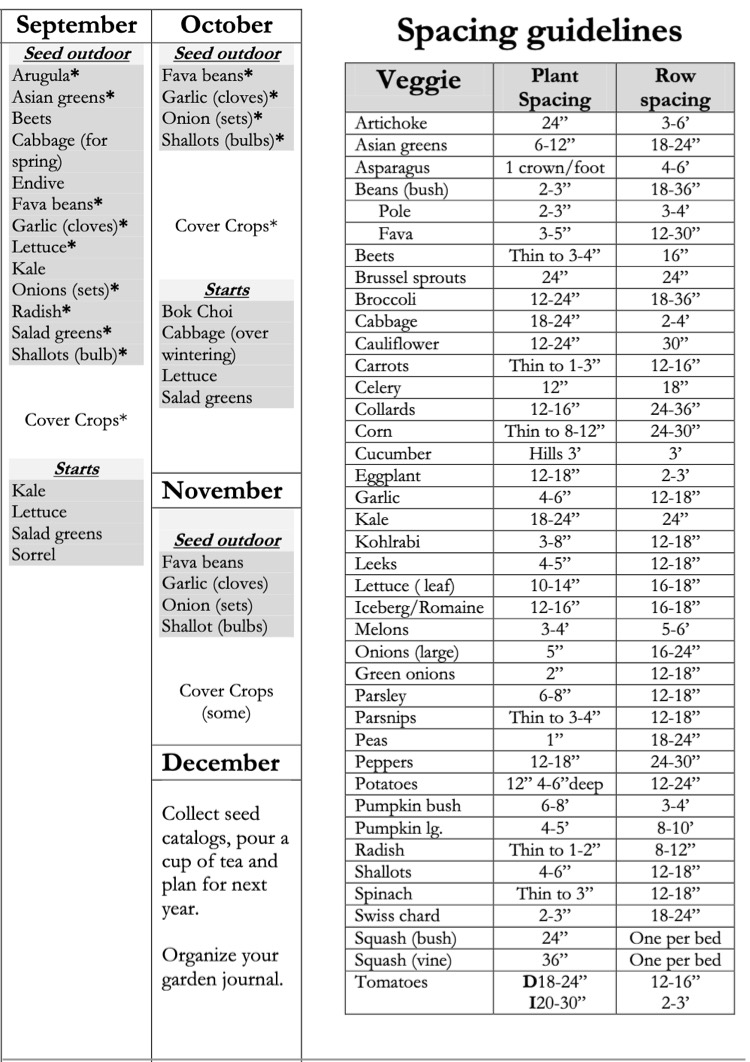 September
Seed outdoor
Arugula*
Asian greens*
Beets
Cabbage (for
spring)
Endive
Fava beans*
Garlic (cloves)*
Lettuce*
Kale
Onions (sets)*
Radish*
Salad greens*
Shallots (bulb)*
Cover Crops*
Starts
Kale
Lettuce
Salad greens
Sorrel
October
Seed outdoor
Fava beans*
Garlic (cloves)*
Onion (sets)*
Shallots (bulbs)*
Cover Crops*
Starts
Bok Choi
Cabbage (over
wintering)
Lettuce
Salad greens
November
Seed outdoor
Fava beans
Garlic (cloves)
Onion (sets)
Shallot (bulbs)
Cover Crops
(some)
December
Collect seed
catalogs, pour a
cup of tea and
plan for next
year.
Organize your
garden journal.
Spacing guidelines
Veggie Plant Spacing Row spacing
Artichoke 24” 3-6’
Asian greens 6-12” 18-24”
Asparagus 1 crown/foot 4-6’
Beans (bush) 2-3” 18-36”
Pole 2-3” 3-4’
Fava 3-5” 12-30”
Beets Thin to 3-4” 16”
Brussel sprouts 24” 24”
Broccoli 12-24” 18-36”
Cabbage 18-24” 2-4’
Cauliflower 12-24” 30”
Carrots Thin to 1-3” 12-16”
Celery 12” 18”
Collards 12-16” 24-36”
Corn Thin to 8-12” 24-30”
Cucumber Hills 3’ 3’
Eggplant 12-18” 2-3’
Garlic 4-6” 12-18”
Kale 18-24” 24”
Kohlrabi 3-8” 12-18”
Leeks 4-5” 12-18”
Lettuce ( leaf) 10-14” 16-18”
Iceberg/Romaine 12-16” 16-18”
Melons 3-4’ 5-6’
Onions (large) 5” 16-24”
Green onions 2” 12-18”
Parsley 6-8” 12-18”
Parsnips Thin to 3-4” 12-18”
Peas 1” 18-24”
Peppers 12-18” 24-30”
Potatoes 12” 4-6”deep 12-24”
Pumpkin bush 6-8’ 3-4’
Pumpkin lg. 4-5’ 8-10’
Radish Thin to 1-2” 8-12”
Shallots 4-6” 12-18”
Spinach Thin to 3” 12-18”
Swiss chard 2-3” 18-24”
Squash (bush) 24” One per bed
Squash (vine) 36” One per bed
Tomatoes D18-24” 12-16”
I20-30” 2-3’